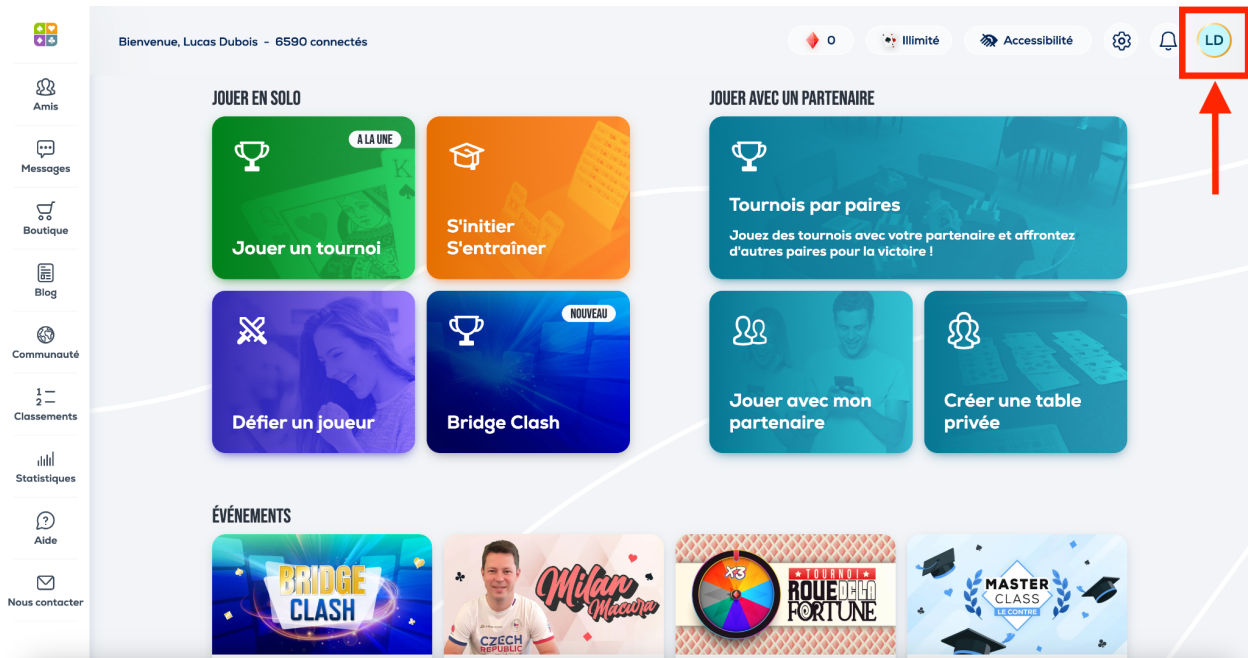 Bienvenue, Lucas Dubois - 6590 connectés
0
Illimité
Accessibilité
LD
Amis
Messages
Boutique
Blog
Communauté
1
2
Classements
Statistiques
Aide
Nous contacter
JOUER EN SOLO
A LA UNE
K
Jouer un tournoi
S'initier
S'entraîner
Défier un joueur
NOUVEAU
Bridge Clash
JOUER AVEC UN PARTENAIRE
Tournois par paires
Jouez des tournois avec votre partenaire et affrontez
d'autres paires pour la victoire !
Jouer avec mon
partenaire
Créer une table
privée
ÉVÉNEMENTS
BRIDGE
CLASH
Milan
Macura
CZECH
REPUBLIC
X3
TOURNOI
ROUE DE LA
FORTUNE
MASTER
CLASS
LE CONTRE